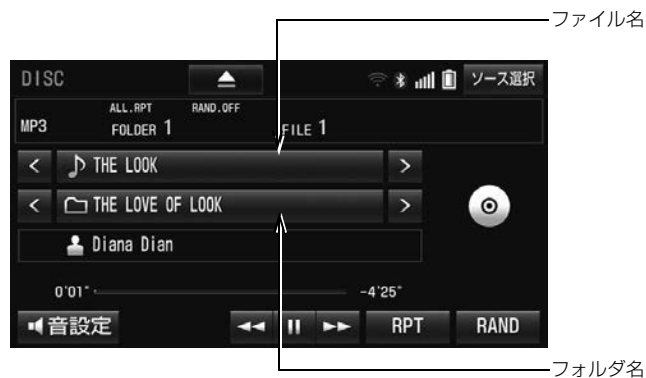 ファイル名
DISC ソース選択
ALL.RPT RAND.OFF
MP3 FOLDER 1 FILE 1
< THE LOOK >
< THE LOVE OF LOOK >
Diana Dian
0'01" -4'25"
音設定 RPT RAND
フォルダ名